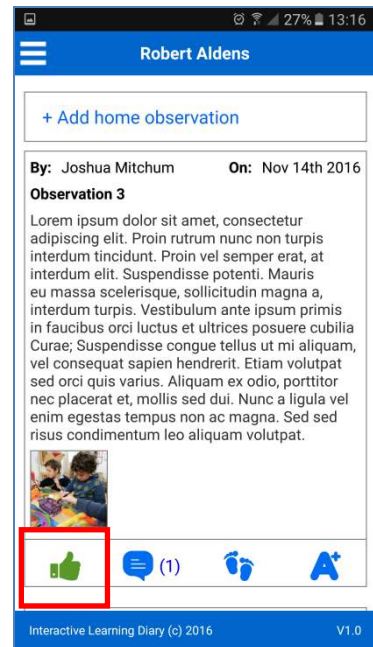 27% 13:16
Robert Aldens
+ Add home observation
By: Joshua Mitchum On: Nov 14th 2016
Observation 3
Lorem ipsum dolor sit amet, consectetur
adipiscing elit. Proin rutrum nunc non turpis
interdum tincidunt. Proin vel semper erat, at
interdum elit. Suspendisse potenti. Mauris
eu massa scelerisque, sollicitudin magna a,
interdum turpis. Vestibulum ante ipsum primis
in faucibus orci luctus et ultrices posuere cubilia
Curae; Suspendisse congue tellus ut mi aliquam,
vel consequat sapien hendrerit. Etiam volutpat
sed orci quis varius. Aliquam ex odio, porttitor
nec placerat et, mollis sed dui. Nunc a ligula vel
enim egestas tempus non ac magna. Sed sed
risus condimentum leo aliquam volutpat.
(1) A+
Interactive Learning Diary (c) 2016 V1.0